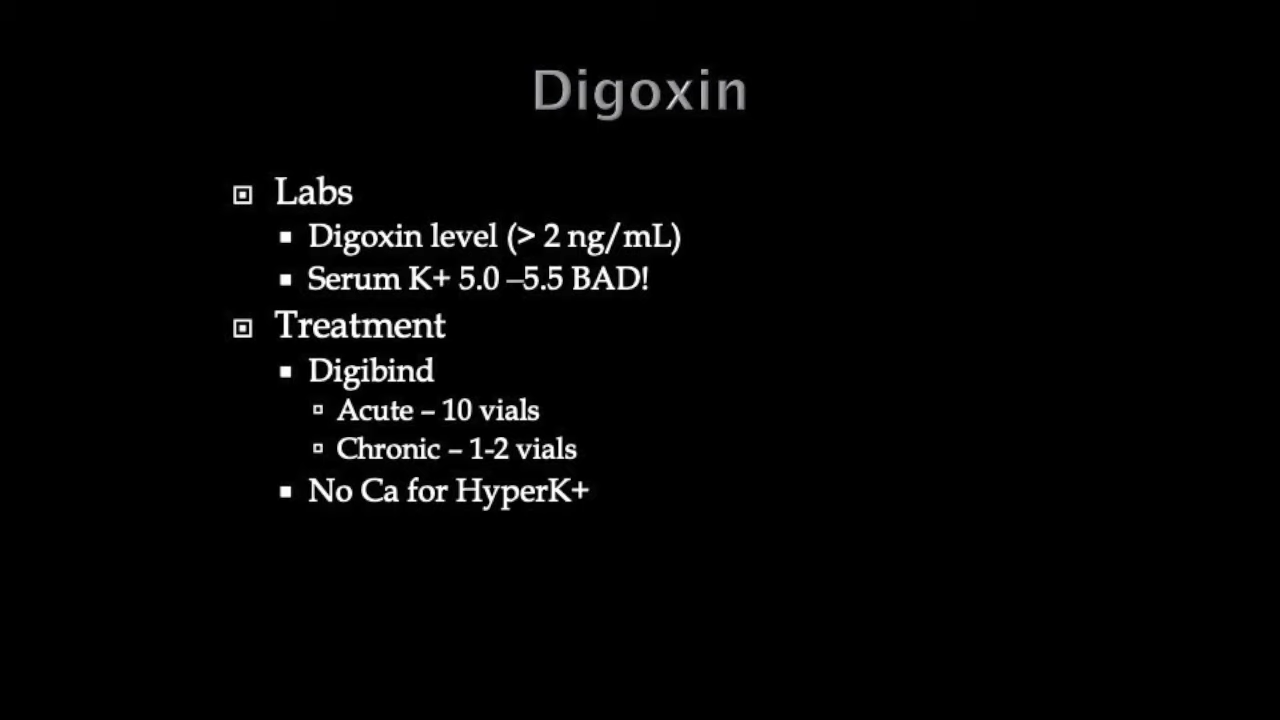 Digoxin
Labs
Digoxin level (> 2 ng/mL)
Serum K+ 5.0 –5.5 BAD!
Treatment
Digibind
Acute – 10 vials
Chronic – 1-2 vials
No Ca for HyperK+